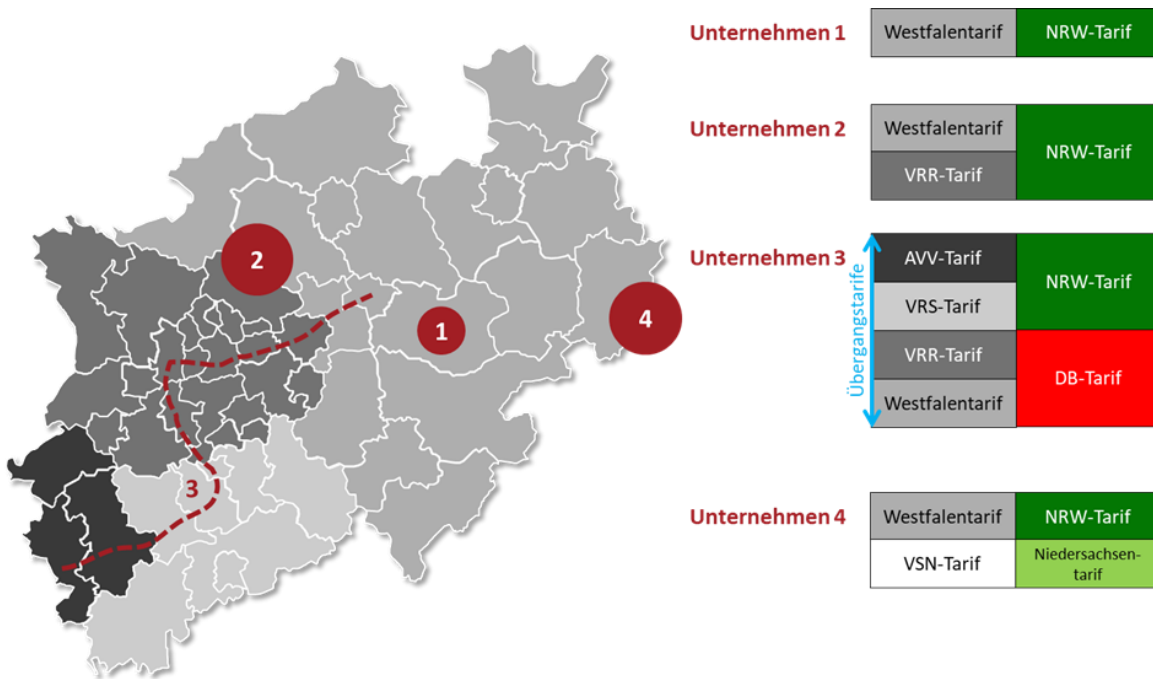 Unternehmen 1
Westfalentarif
NRW-Tarif
Unternehmen 2
Westfalentarif
VRR-Tarif
NRW-Tarif
Unternehmen 3
Übergangstarife
AVV-Tarif
VRS-Tarif
VRR-Tarif
Westfalentarif
NRW-Tarif
DB-Tarif
Unternehmen 4
Westfalentarif
NRW-Tarif
VSN-Tarif
Niedersachsen-
tarif
2
1
4
3